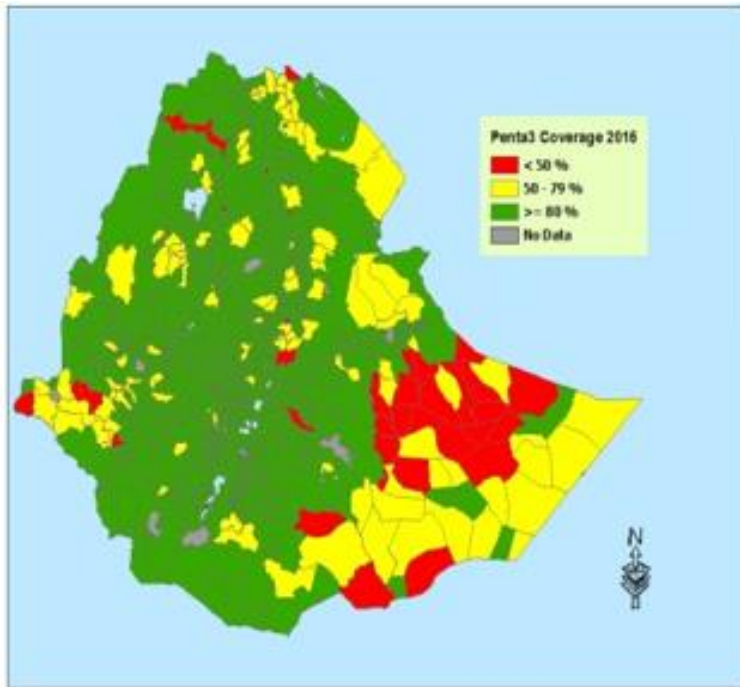 Penta3 Coverage 2016
< 50 %
50 - 79 %
>= 80 %
No Data
N